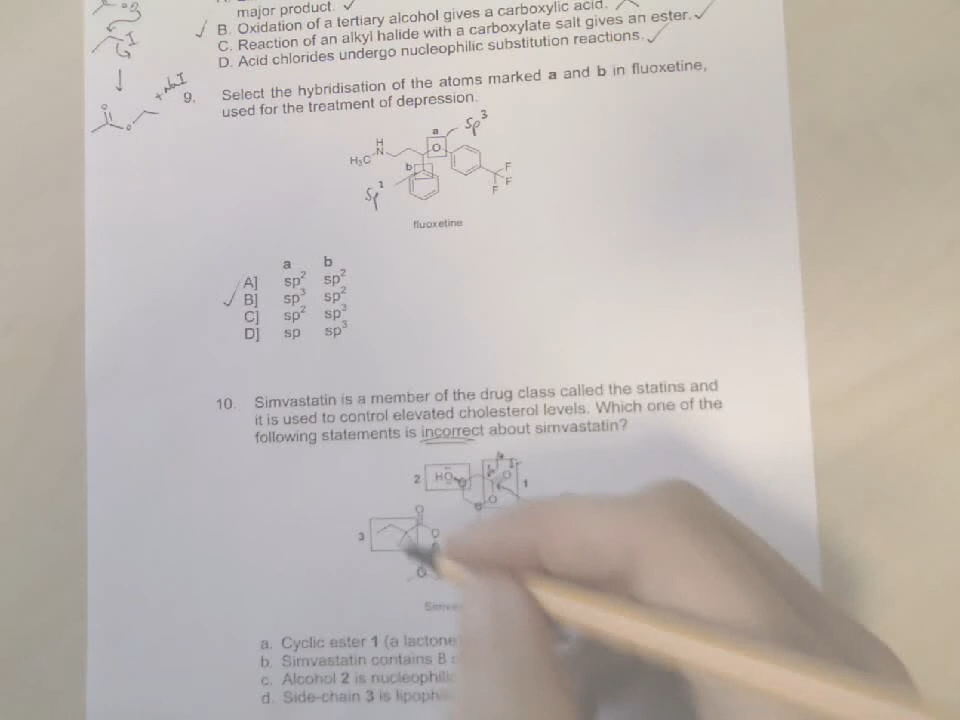 major product. ✓
✓ B. Oxidation of a tertiary alcohol gives a carboxylic acid.
C. Reaction of an alkyl halide with a carboxylate salt gives an ester. ✓
D. Acid chlorides undergo nucleophilic substitution reactions. ✓
+ NaI
9. Select the hybridisation of the atoms marked a and b in fluoxetine,
used for the treatment of depression.
a sp3
H
N
H3C O
b F
F
F
sp2
fluoxetine
a b
A] sp2 sp2
✓ B] sp3 sp2
C] sp2 sp3
D] sp sp3
10. Simvastatin is a member of the drug class called the statins and
it is used to control elevated cholesterol levels. Which one of the
following statements is incorrect about simvastatin?
2 HO O 1
O
O
3 O
a. Cyclic ester 1 (a lactone
b. Simvastatin contains 8
c. Alcohol 2 is nucleophilic
d. Side-chain 3 is